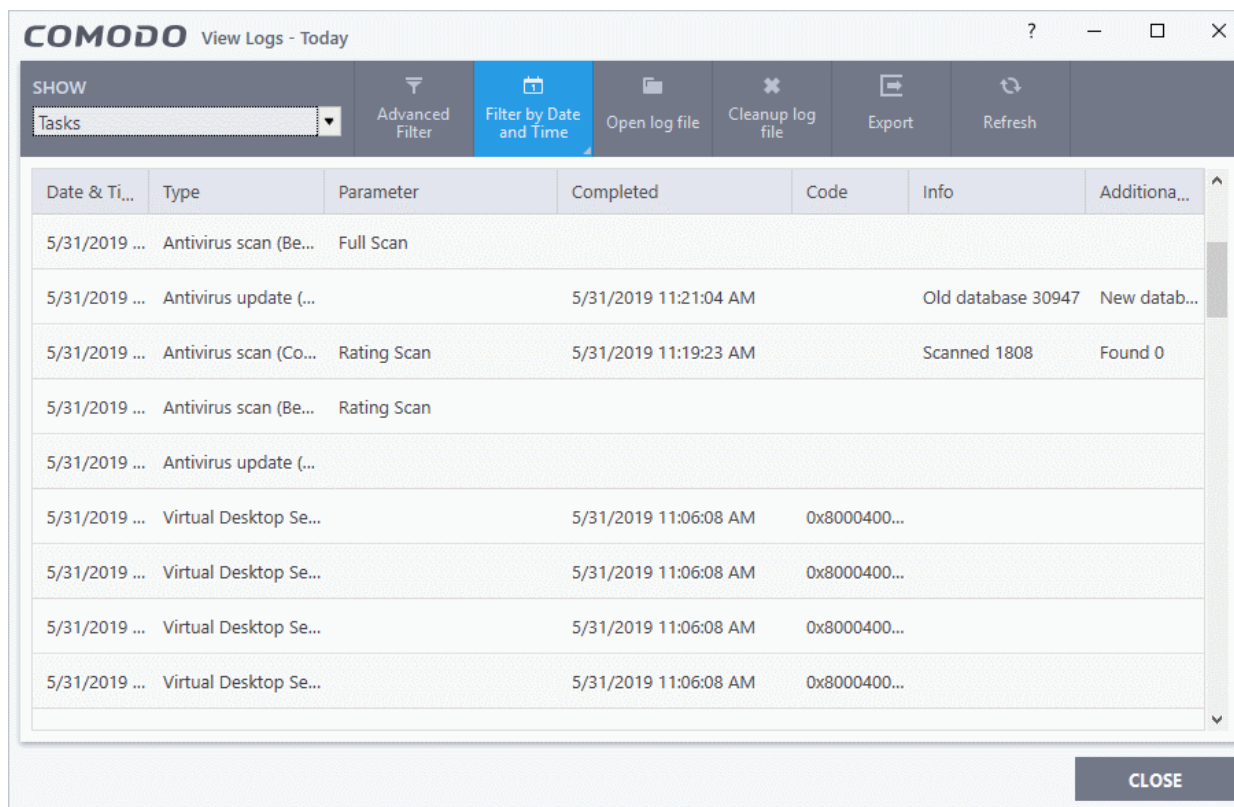 COMODO View Logs - Today ?
SHOW
Tasks
Advanced Filter
Filter by Date and Time
Open log file
Cleanup log file
Export
Refresh
Date & Ti... Type Parameter Completed Code Info Additiona...
5/31/2019 ... Antivirus scan (Be... Full Scan
5/31/2019 ... Antivirus update (... 5/31/2019 11:21:04 AM Old database 30947 New datab...
5/31/2019 ... Antivirus scan (Co... Rating Scan 5/31/2019 11:19:23 AM Scanned 1808 Found 0
5/31/2019 ... Antivirus scan (Be... Rating Scan
5/31/2019 ... Antivirus update (...
5/31/2019 ... Virtual Desktop Se... 5/31/2019 11:06:08 AM 0x8000400...
5/31/2019 ... Virtual Desktop Se... 5/31/2019 11:06:08 AM 0x8000400...
5/31/2019 ... Virtual Desktop Se... 5/31/2019 11:06:08 AM 0x8000400...
5/31/2019 ... Virtual Desktop Se... 5/31/2019 11:06:08 AM 0x8000400...
CLOSE